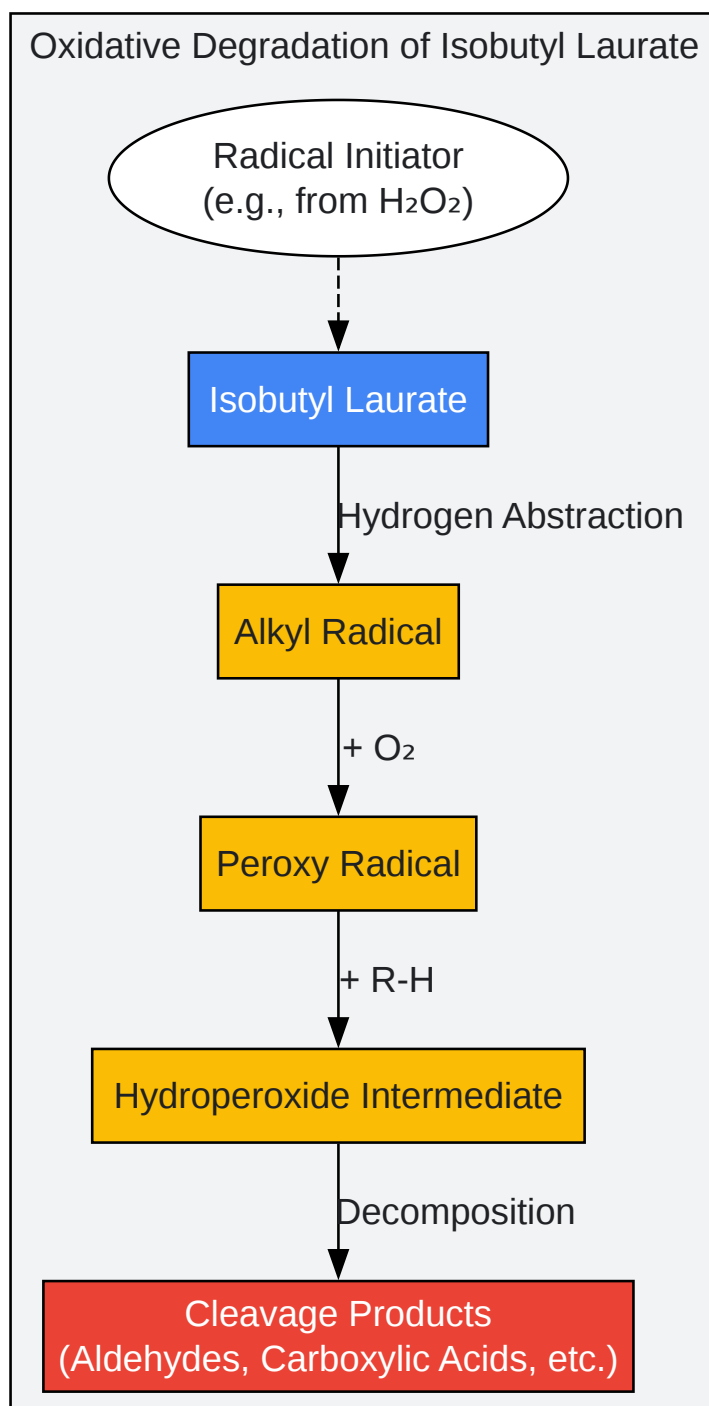 Oxidative Degradation of Isobutyl Laurate
Radical Initiator
(e.g., from H₂O₂)
Isobutyl Laurate
Hydrogen Abstraction
Alkyl Radical
+ O₂
Peroxy Radical
+ R-H
Hydroperoxide Intermediate
Decomposition
Cleavage Products
(Aldehydes, Carboxylic Acids, etc.)